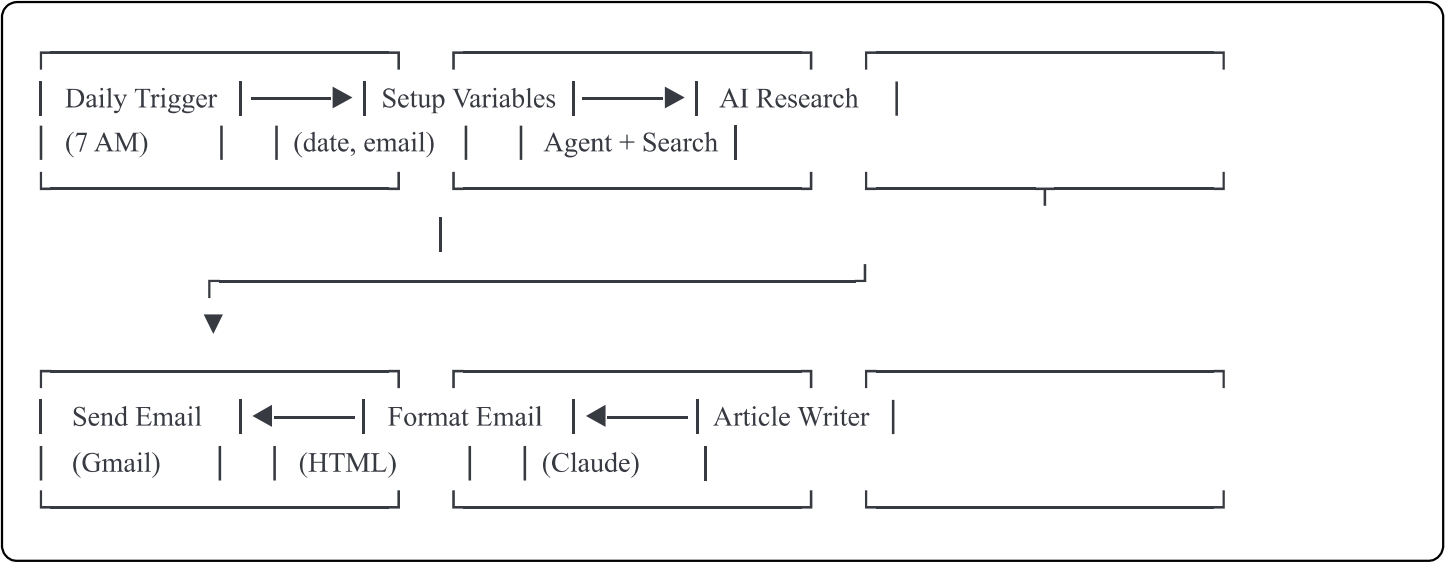 Daily Trigger Setup Variables AI Research
(7 AM) (date, email) Agent + Search
Send Email Format Email Article Writer
(Gmail) (HTML) (Claude)